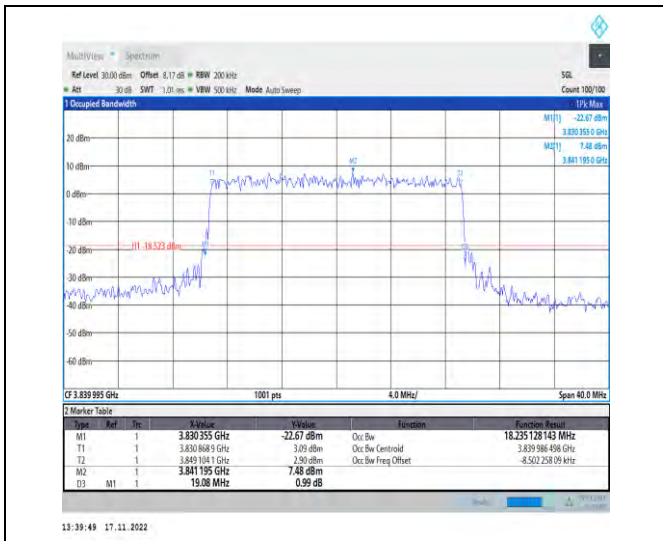 MultiView Spectrum
Ref Level 30.00 dBm Offset 8.17 dB RBW 200 kHz SGL
Att 30 dB SWT 1.01 ms VBW 500 kHz Mode Auto Sweep Count 100/100
1 Occupied Bandwidth 1Pk Max
M1[1] -22.67 dBm
3.830 355 0 GHz
M2[1] 7.48 dBm
3.841 195 0 GHz
20 dBm
10 dBm
M2
T1
T2
0 dBm
-10 dBm
H1 -18.523 dBm
-20 dBm
-30 dBm
-40 dBm
-50 dBm
-60 dBm
CF 3.839 995 GHz 1001 pts 4.0 MHz/ Span 40.0 MHz
2 Marker Table
Type Ref Trc X-Value Y-Value Function Function Result
M1 1 3.830355 GHz -22.67 dBm Occ Bw 18.235 128 143 MHz
T1 1 3.830 868 9 GHz 3.09 dBm Occ Bw Centroid 3.839 986 498 GHz
T2 1 3.849 104 1 GHz 2.90 dBm Occ Bw Freq Offset -8.502 258 09 kHz
M2 1 3.841195 GHz 7.48 dBm
D3 M1 1 19.08 MHz 0.99 dB
13:39:49 17.11.2022